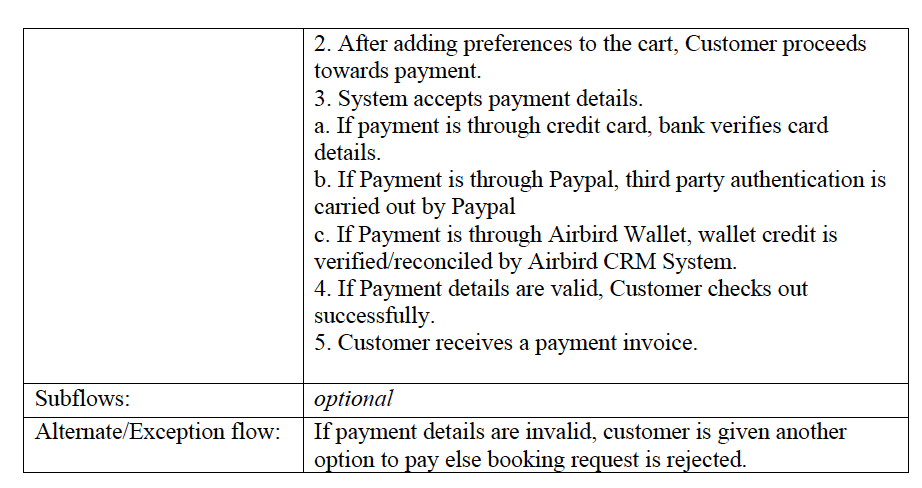 2. After adding preferences to the cart, Customer proceeds
towards payment.
3. System accepts payment details.
a. If payment is through credit card, bank verifies card
details.
b. If Payment is through Paypal, third party authentication is
carried out by Paypal
c. If Payment is through Airbird Wallet, wallet credit is
verified/reconciled by Airbird CRM System.
4. If Payment details are valid, Customer checks out
successfully.
5. Customer receives a payment invoice.
Subflows: optional
Alternate/Exception flow: If payment details are invalid, customer is given another
option to pay else booking request is rejected.